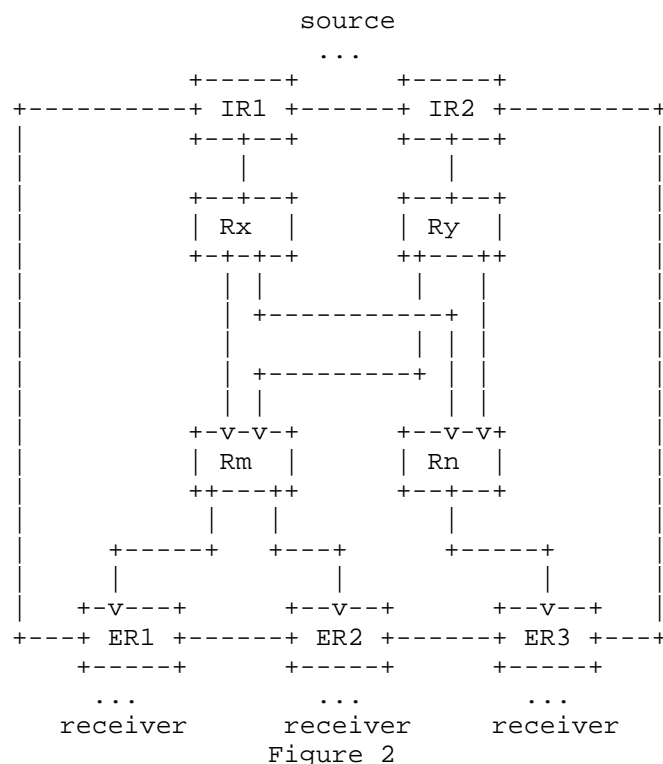 source
...
IR1 IR2
Rx Ry
Rm Rn
ER1 ER2 ER3
... ... ...
receiver receiver receiver
Figure 2